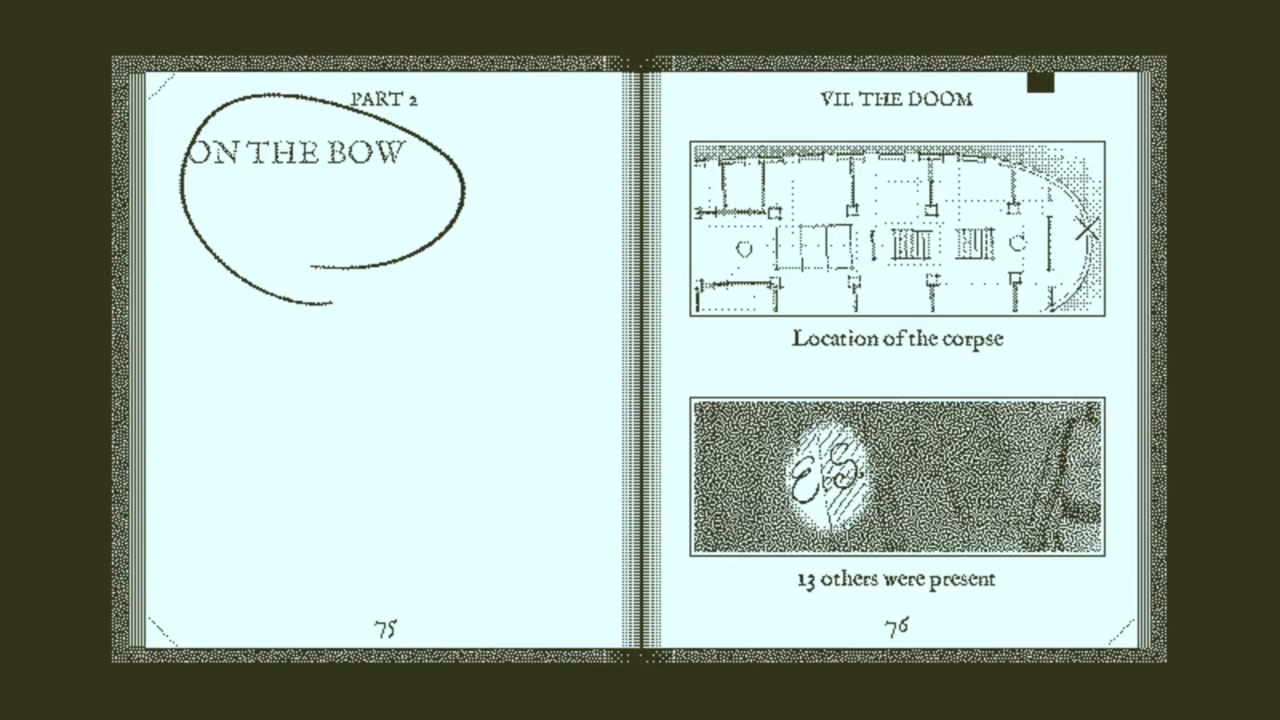 PART 2
ON THE BOW
75
VII. THE DOOM
Location of the corpse
E S
13 others were present
76